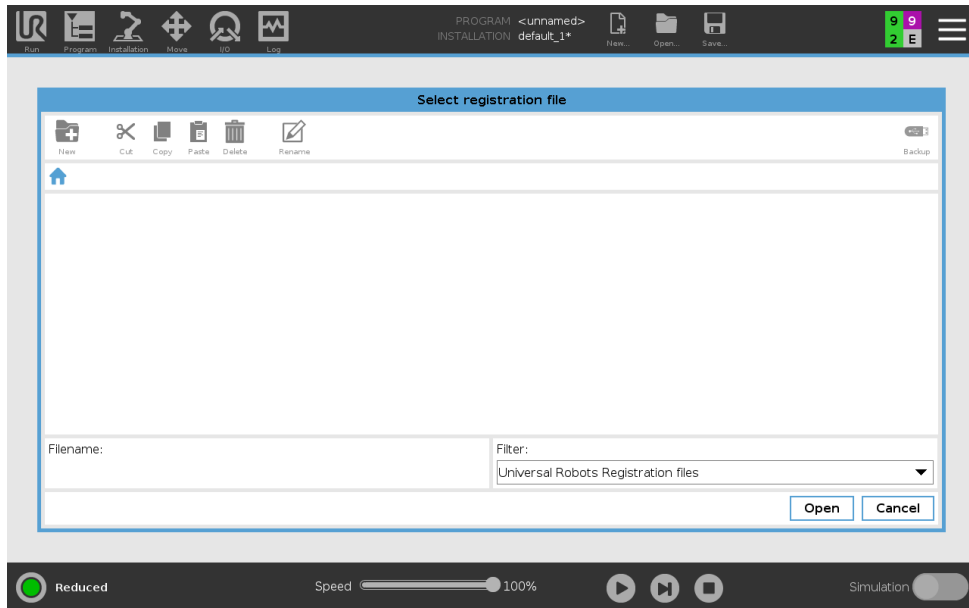 PROGRAM <unnamed>
INSTALLATION default_1*
UR
Run Program Installation Move I/O Log
New... Open... Save...
9 9
2 E
Select registration file
New Cut Copy Paste Delete Rename Backup
Filename:
Filter:
Universal Robots Registration files
Open Cancel
Reduced Speed 100% Simulation